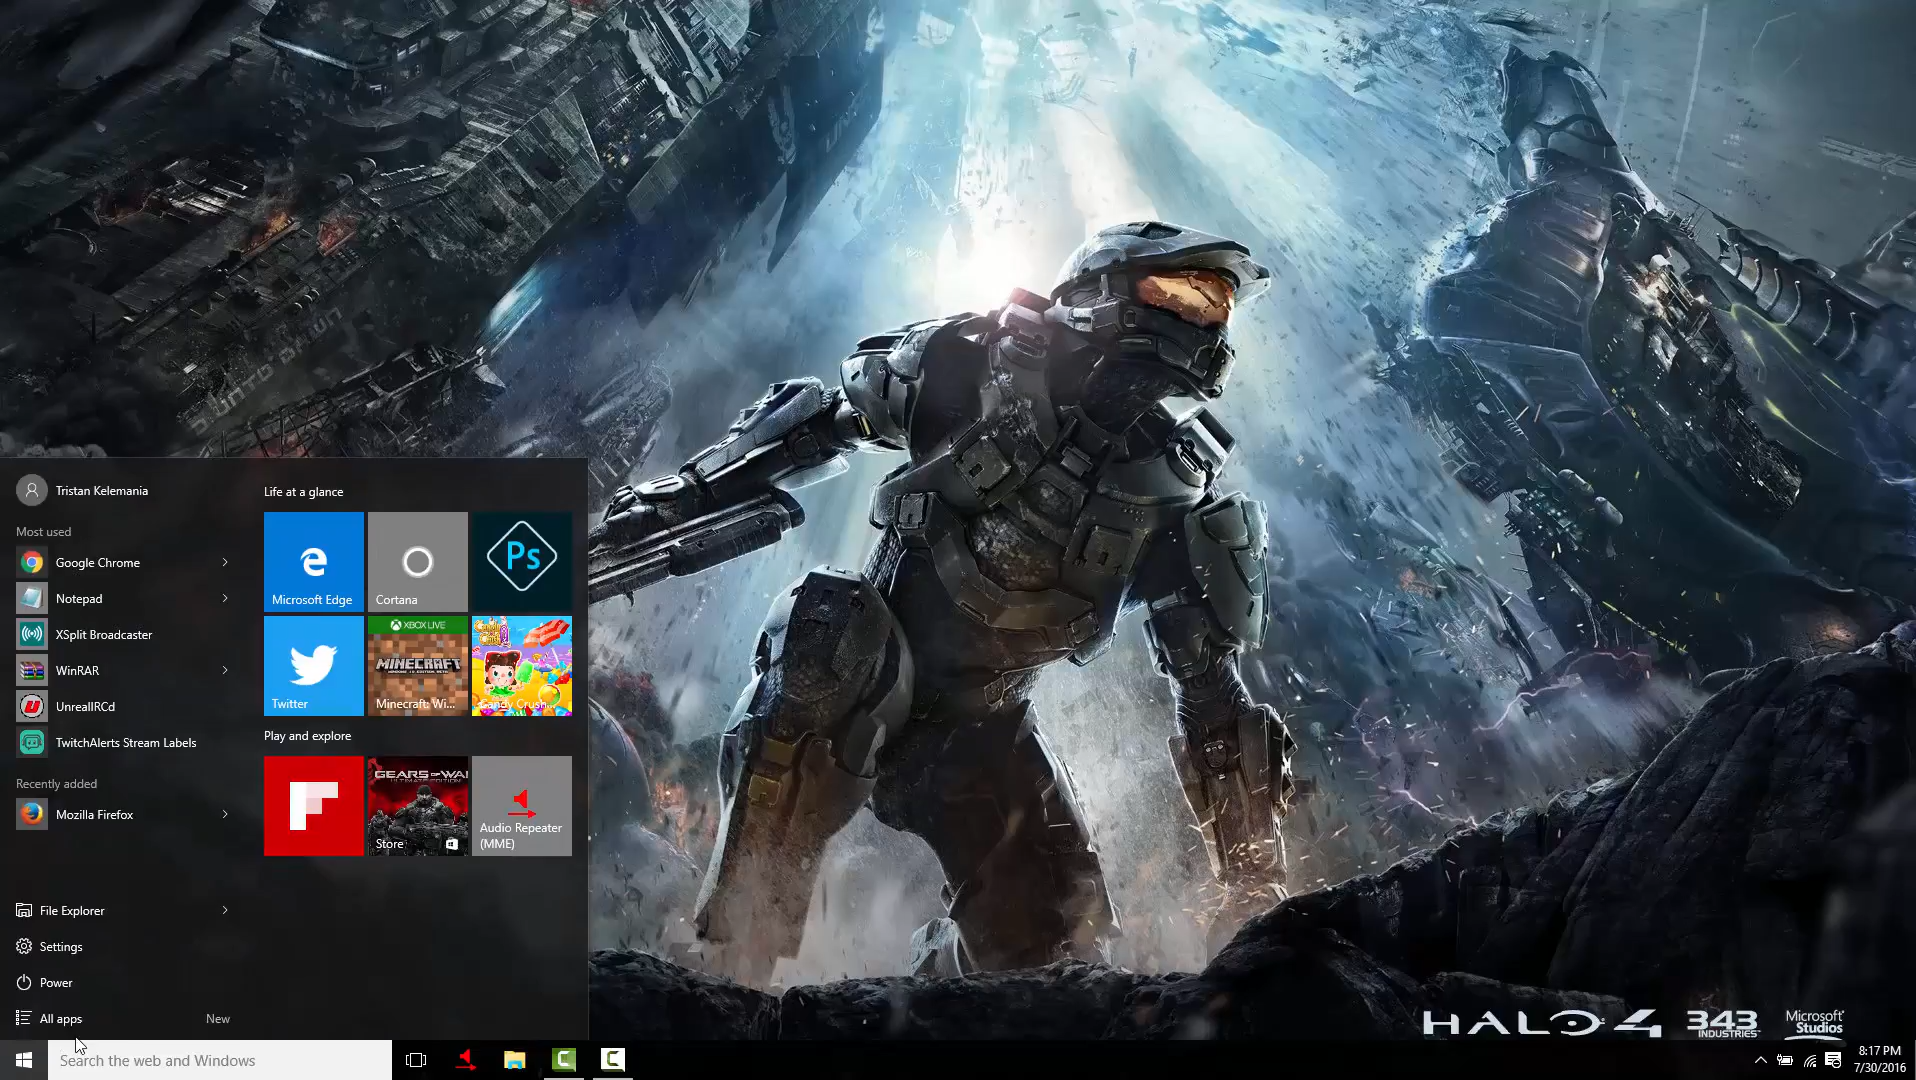 Tristan Kelemania
Most used
Google Chrome
Notepad
XSplit Broadcaster
WinRAR
UnrealIRCd
TwitchAlerts Stream Labels
Recently added
Mozilla Firefox
File Explorer
Settings
Power
All apps
New
Life at a glance
Microsoft Edge
Cortana
Ps
Twitter
XBOX LIVE
MINECRAFT
Minecraft: Wi...
Candy Crush...
Play and explore
GEARS OF WAR
ULTIMATE EDITION
Store
Audio Repeater
(MME)
HALO 4
343
INDUSTRIES
Microsoft
Studios
Search the web and Windows
8:17 PM
7/30/2016